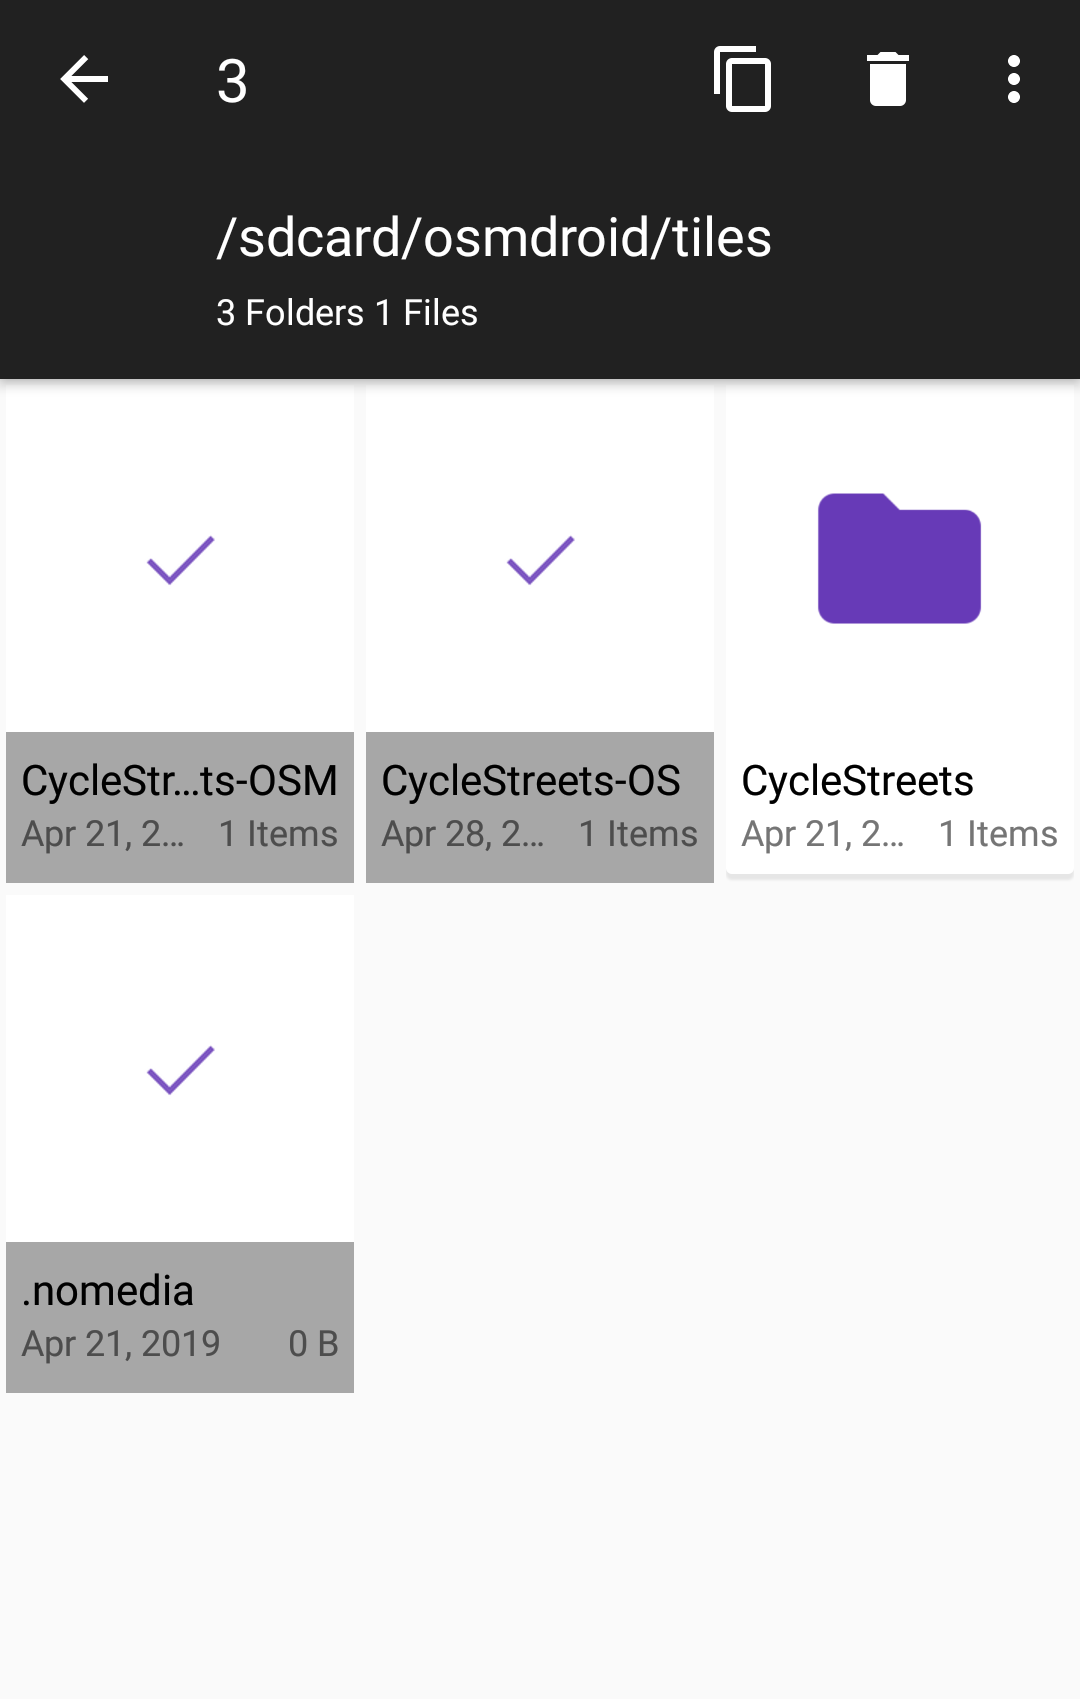 3
/sdcard/osmdroid/tiles
3 Folders 1 Files
CycleStr...ts-OSM
Apr 21, 2... 1 Items
CycleStreets-OS
Apr 28, 2... 1 Items
CycleStreets
Apr 21, 2... 1 Items
.nomedia
Apr 21, 2019 0 B